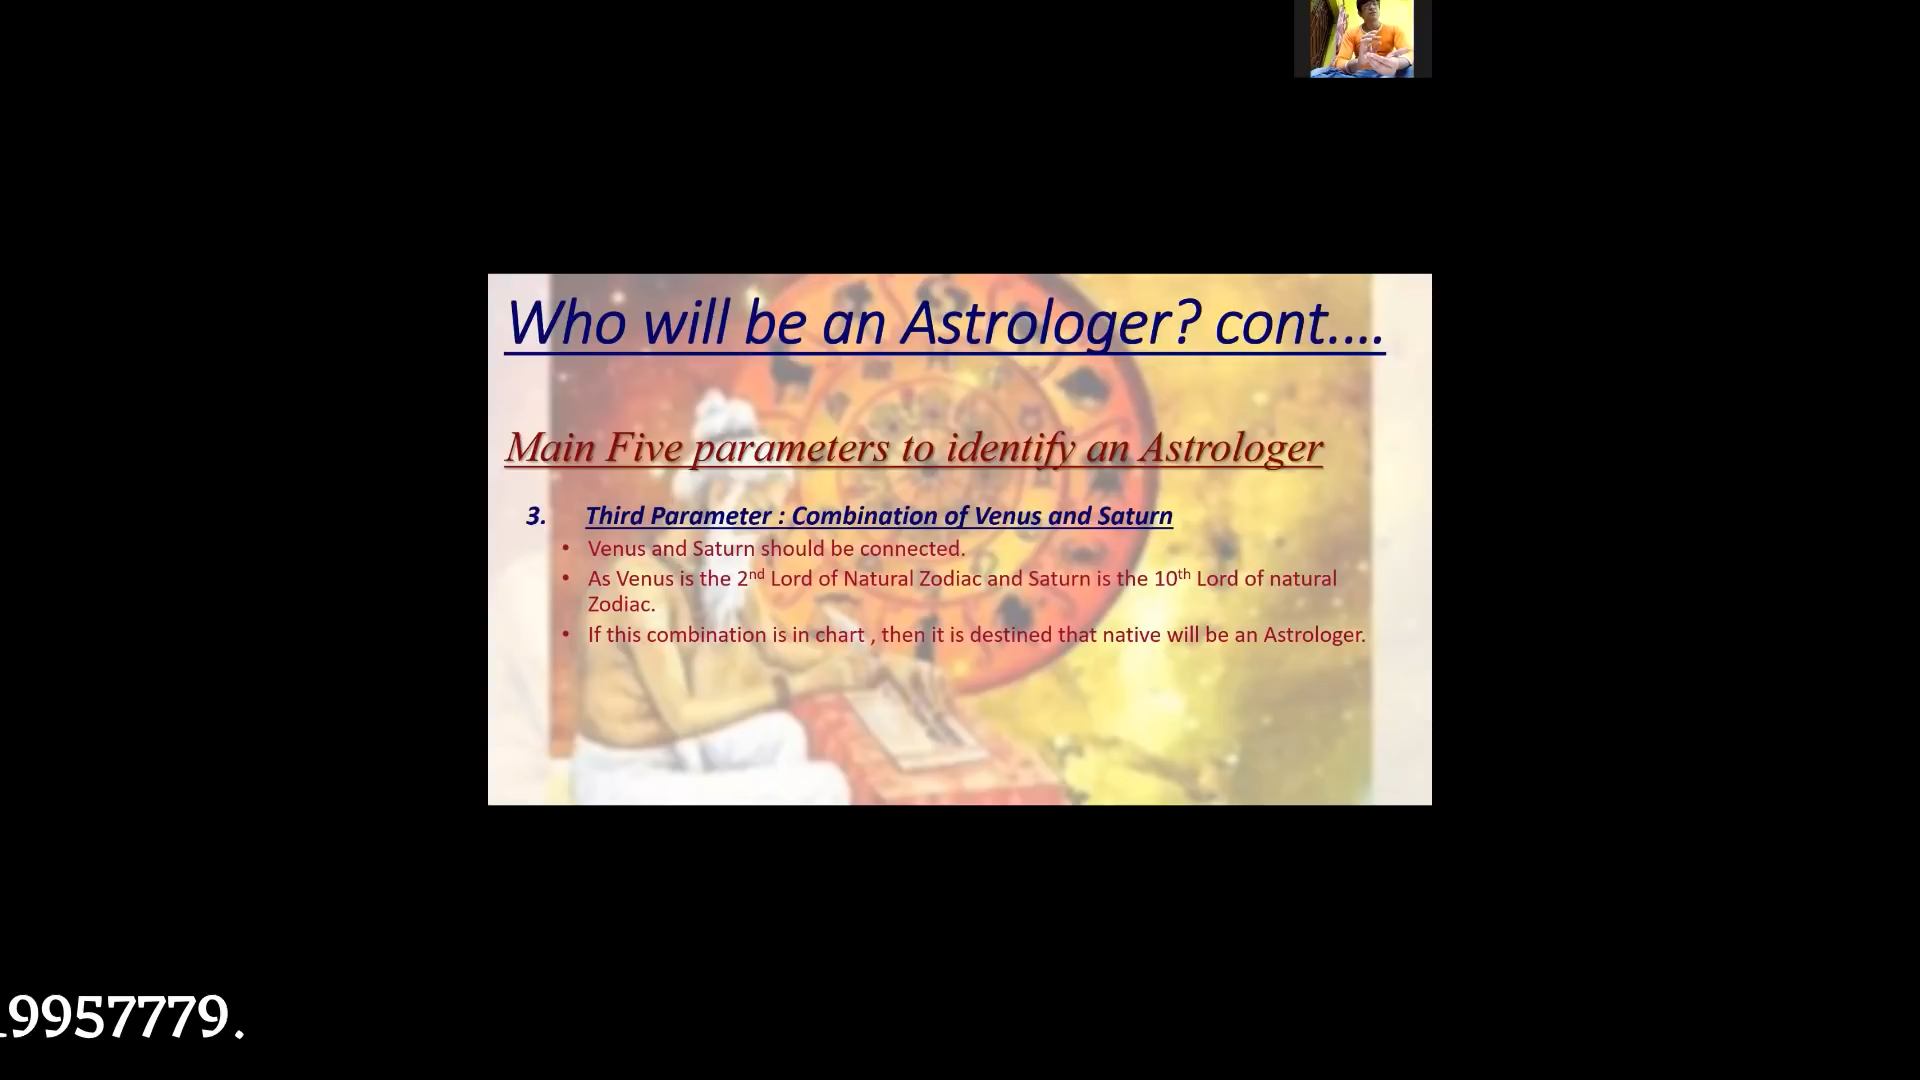 Who will be an Astrologer? cont....
Main Five parameters to identify an Astrologer
3. Third Parameter : Combination of Venus and Saturn
• Venus and Saturn should be connected.
• As Venus is the 2nd Lord of Natural Zodiac and Saturn is the 10th Lord of natural
Zodiac.
• If this combination is in chart , then it is destined that native will be an Astrologer.
9957779.